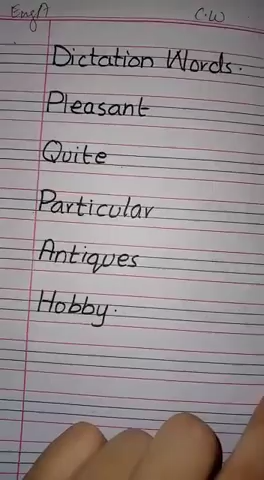 Eng A C.W
Dictation Words.
Pleasant
Quite
Particular
Antiques
Hobby.